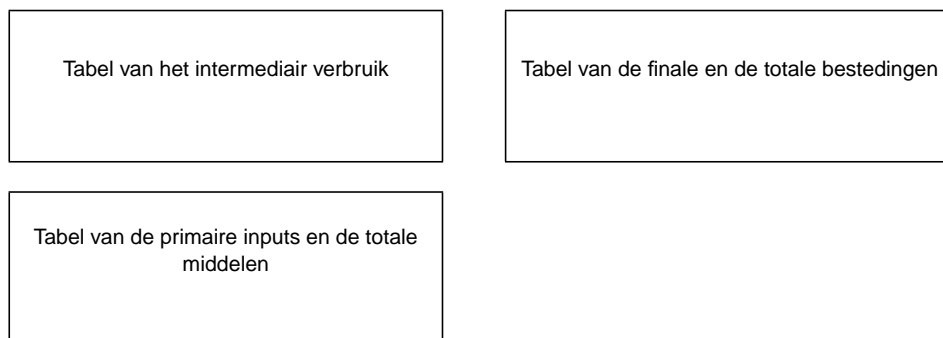 Tabel van het intermediair verbruik
Tabel van de finale en de totale bestedingen
Tabel van de primaire inputs en de totale
middelen